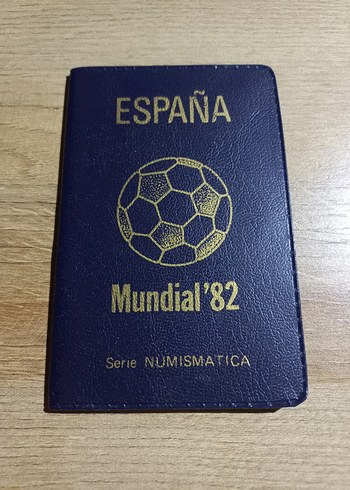 ESPAÑA
Mundial '82
Serie NUMISMATICA